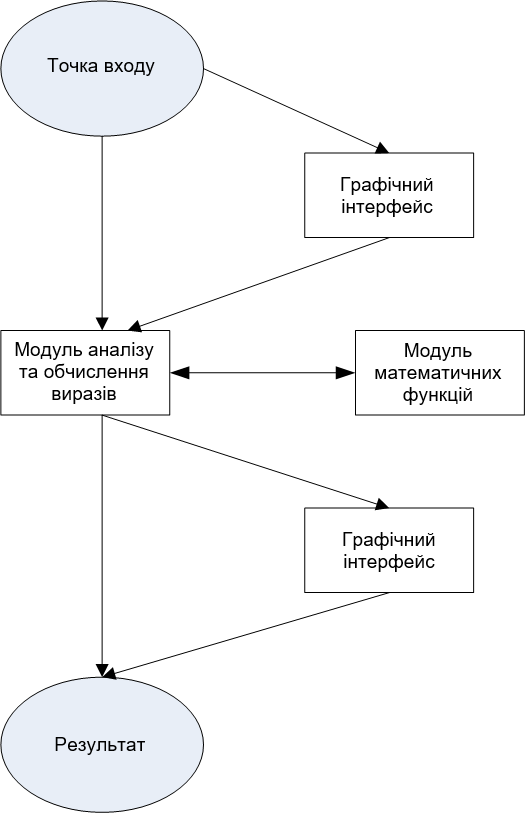 Точка входу
Графічний
інтерфейс
Модуль аналізу
та обчислення
виразів
Модуль
математичних
функцій
Графічний
інтерфейс
Результат